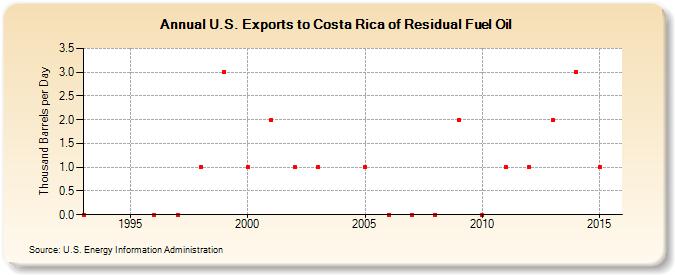 Annual U.S. Exports to Costa Rica of Residual Fuel Oil
Thousand Barrels per Day
3.5
3.0
2.5
2.0
1.5
1.0
0.5
0.0
1995 2000 2005 2010 2015
Source: U.S. Energy Information Administration